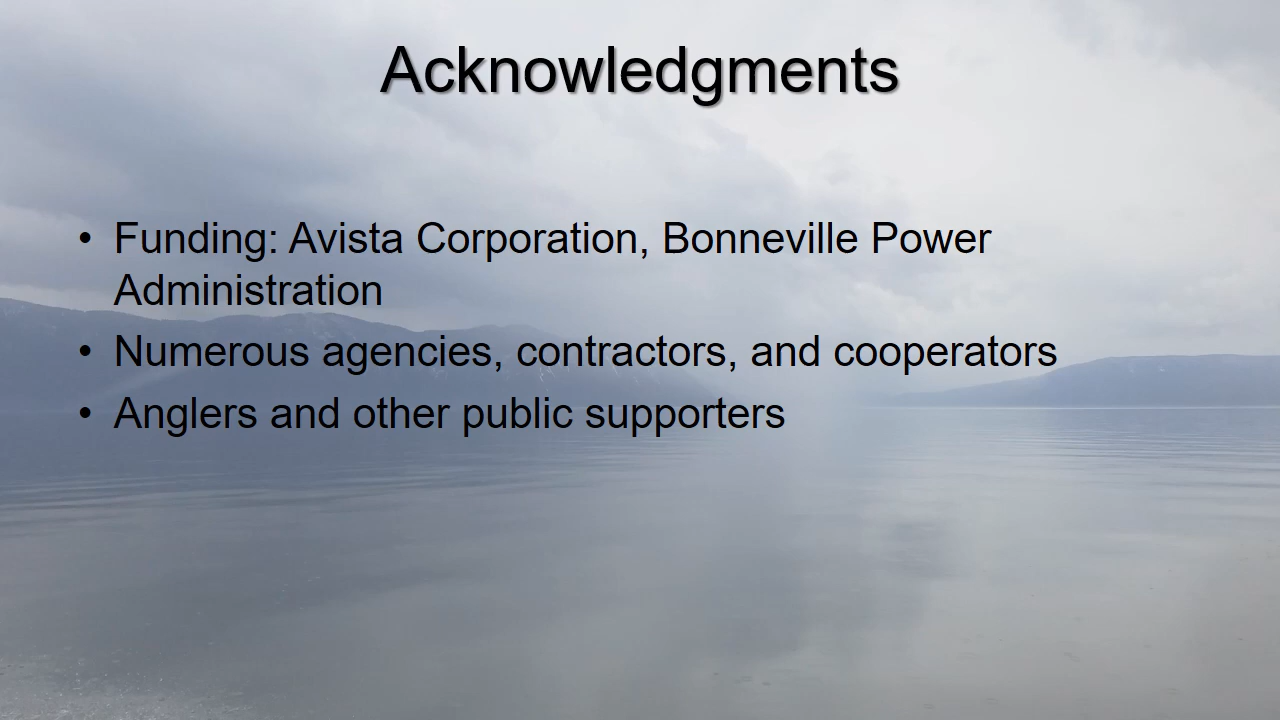 Acknowledgments
• Funding: Avista Corporation, Bonneville Power
Administration
• Numerous agencies, contractors, and cooperators
• Anglers and other public supporters